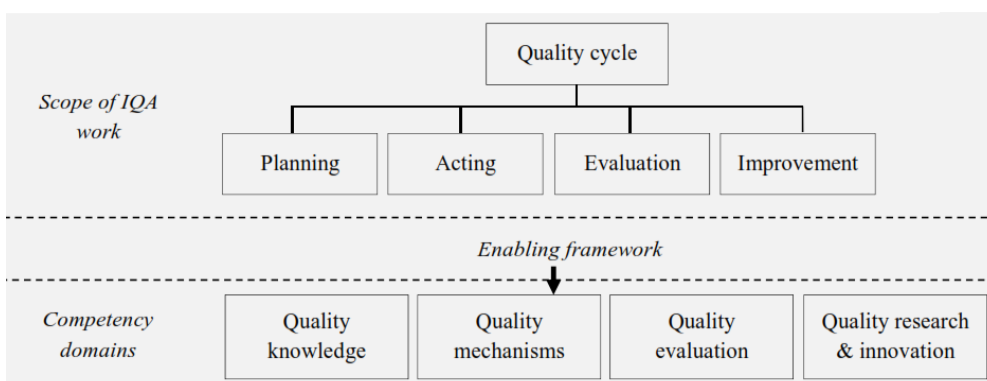 Quality cycle
Scope of IQA
work
Planning
Acting
Evaluation
Improvement
Enabling framework
Competency
domains
Quality
knowledge
Quality
mechanisms
Quality
evaluation
Quality research
& innovation